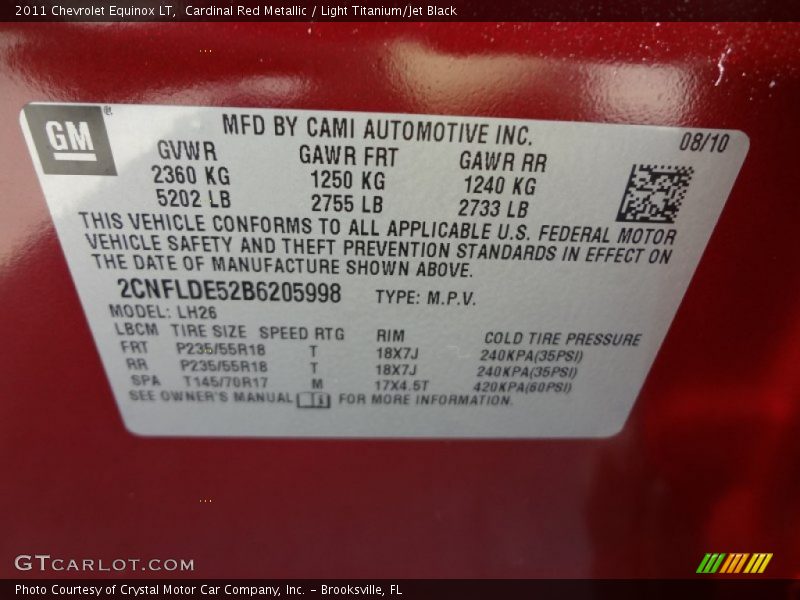 2011 Chevrolet Equinox LT,  Cardinal Red Metallic / Light Titanium/Jet Black
GM
MFD BY CAMI AUTOMOTIVE INC. 08/10
GVWR GAWR FRT GAWR RR
2360 KG 1250 KG 1240 KG
5202 LB 2755 LB 2733 LB
THIS VEHICLE CONFORMS TO ALL APPLICABLE U.S. FEDERAL MOTOR
VEHICLE SAFETY AND THEFT PREVENTION STANDARDS IN EFFECT ON
THE DATE OF MANUFACTURE SHOWN ABOVE.
2CNFLDE52B6205998 TYPE: M.P.V.
MODEL: LH26
LBCM TIRE SIZE SPEED RTG RIM COLD TIRE PRESSURE
FRT P235/55R18 T 18X7J 240KPA(35PSI)
RR P235/55R18 T 18X7J 240KPA(35PSI)
SPA T145/70R17 M 17X4.5T 420KPA(60PSI)
SEE OWNER'S MANUAL FOR MORE INFORMATION.
GTCARLOT.COM
Photo Courtesy of Crystal Motor Car Company, Inc. – Brooksville, FL